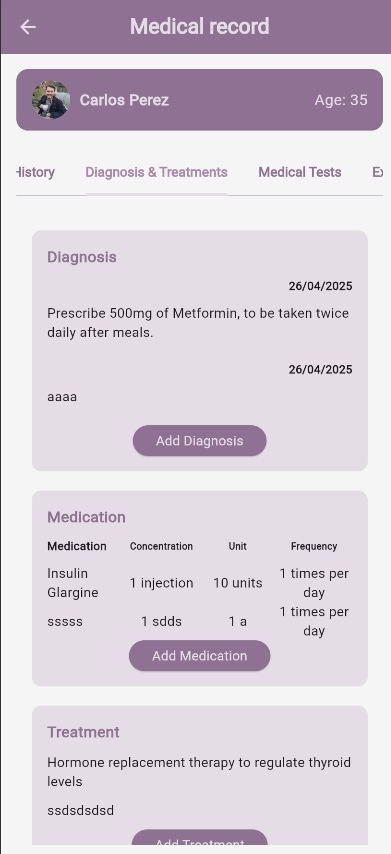 Medical record
Carlos Perez
Age: 35
History
Diagnosis & Treatments
Medical Tests
Ex
Diagnosis
26/04/2025
Prescribe 500mg of Metformin, to be taken twice
daily after meals.
26/04/2025
aaaa
Add Diagnosis
Medication
Medication Concentration Unit Frequency
Insulin Glargine 1 injection 10 units 1 times per day
sssss 1 sdds 1 a 1 times per day
Add Medication
Treatment
Hormone replacement therapy to regulate thyroid
levels
ssdsdsdsd
Add Treatment